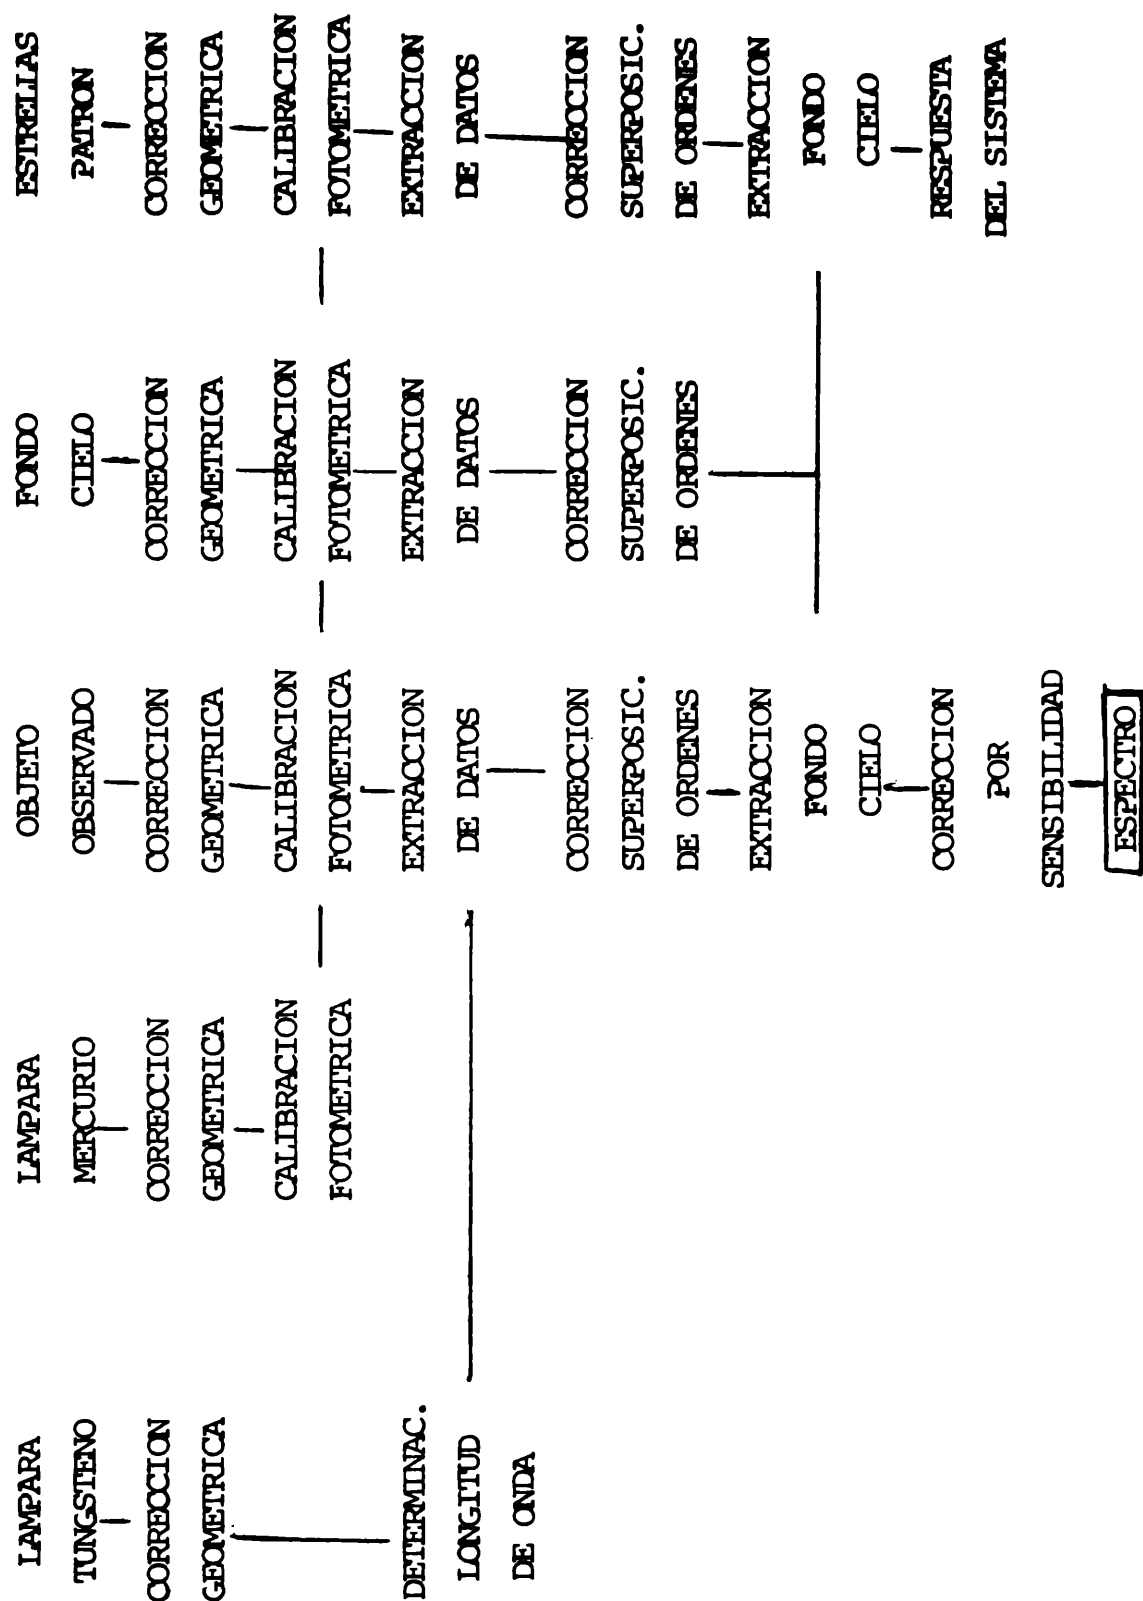 LAMPARA
TUNGSTENO
CORRECCION
GEOMETRICA
DETERMINAC.
LONGITUD
DE ONDA
LAMPARA
MERCURIO
CORRECCION
GEOMETRICA
CALIBRACION
FOTOMETRICA
OBJETO
OBSERVADO
CORRECCION
GEOMETRICA
CALIBRACION
FOTOMETRICA
EXTRACCION
DE DATOS
CORRECCION
SUPERPOSIC.
DE ORDENES
EXTRACCION
FONDO
CIELO
CORRECCION
POR
SENSIBILIDAD
ESPECTRO
FONDO
CIELO
CORRECCION
GEOMETRICA
CALIBRACION
FOTOMETRICA
EXTRACCION
DE DATOS
CORRECCION
SUPERPOSIC.
DE ORDENES
ESTRELLAS
PATRON
CORRECCION
GEOMETRICA
CALIBRACION
FOTOMETRICA
EXTRACCION
DE DATOS
CORRECCION
SUPERPOSIC.
DE ORDENES
EXTRACCION
FONDO
CIELO
RESPUESTA
DEL SISTEMA